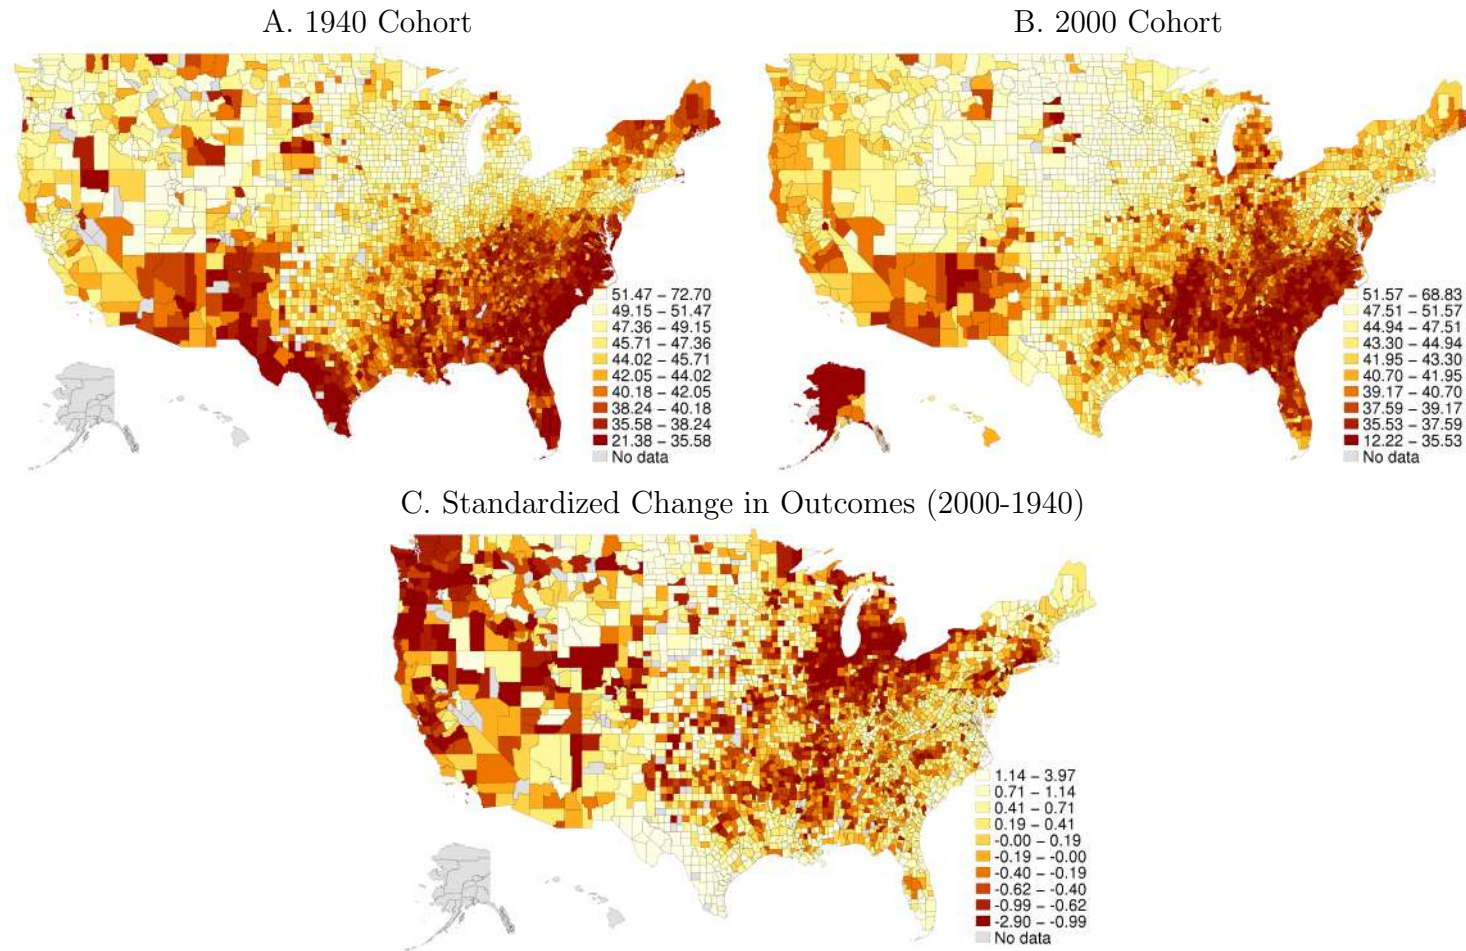 A. 1940 Cohort
51.47 – 72.70
49.15 – 51.47
47.36 – 49.15
45.71 – 47.36
44.02 – 45.71
42.05 – 44.02
40.18 – 42.05
38.24 – 40.18
35.58 – 38.24
21.38 – 35.58
No data
B. 2000 Cohort
51.57 – 68.83
47.51 – 51.57
44.94 – 47.51
43.30 – 44.94
41.95 – 43.30
40.70 – 41.95
39.17 – 40.70
37.59 – 39.17
35.53 – 37.59
12.22 – 35.53
No data
C. Standardized Change in Outcomes (2000-1940)
1.14 – 3.97
0.71 – 1.14
0.41 – 0.71
0.19 – 0.41
-0.00 – 0.19
-0.19 – -0.00
-0.40 – -0.19
-0.62 – -0.40
-0.99 – -0.62
-2.90 – -0.99
No data